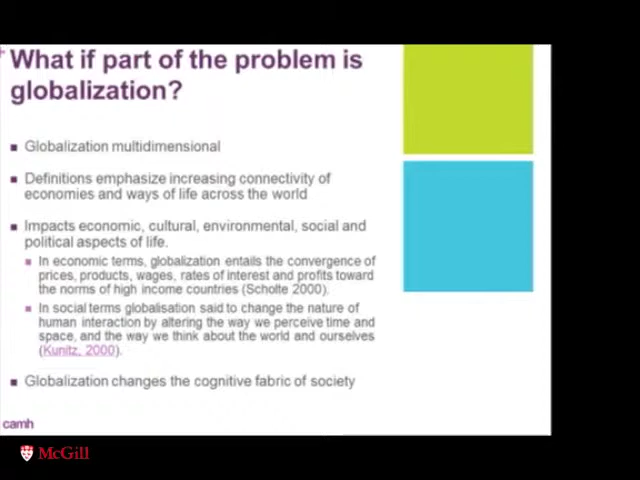 What if part of the problem is
globalization?
Globalization multidimensional
Definitions emphasize increasing connectivity of
economies and ways of life across the world
Impacts economic, cultural, environmental, social and
political aspects of life.
In economic terms, globalization entails the convergence of
prices, products, wages, rates of interest and profits toward
the norms of high income countries (Scholte 2000).
In social terms globalisation said to change the nature of
human interaction by altering the way we perceive time and
space, and the way we think about the world and ourselves
(Kunitz, 2000).
Globalization changes the cognitive fabric of society
camh
McGill